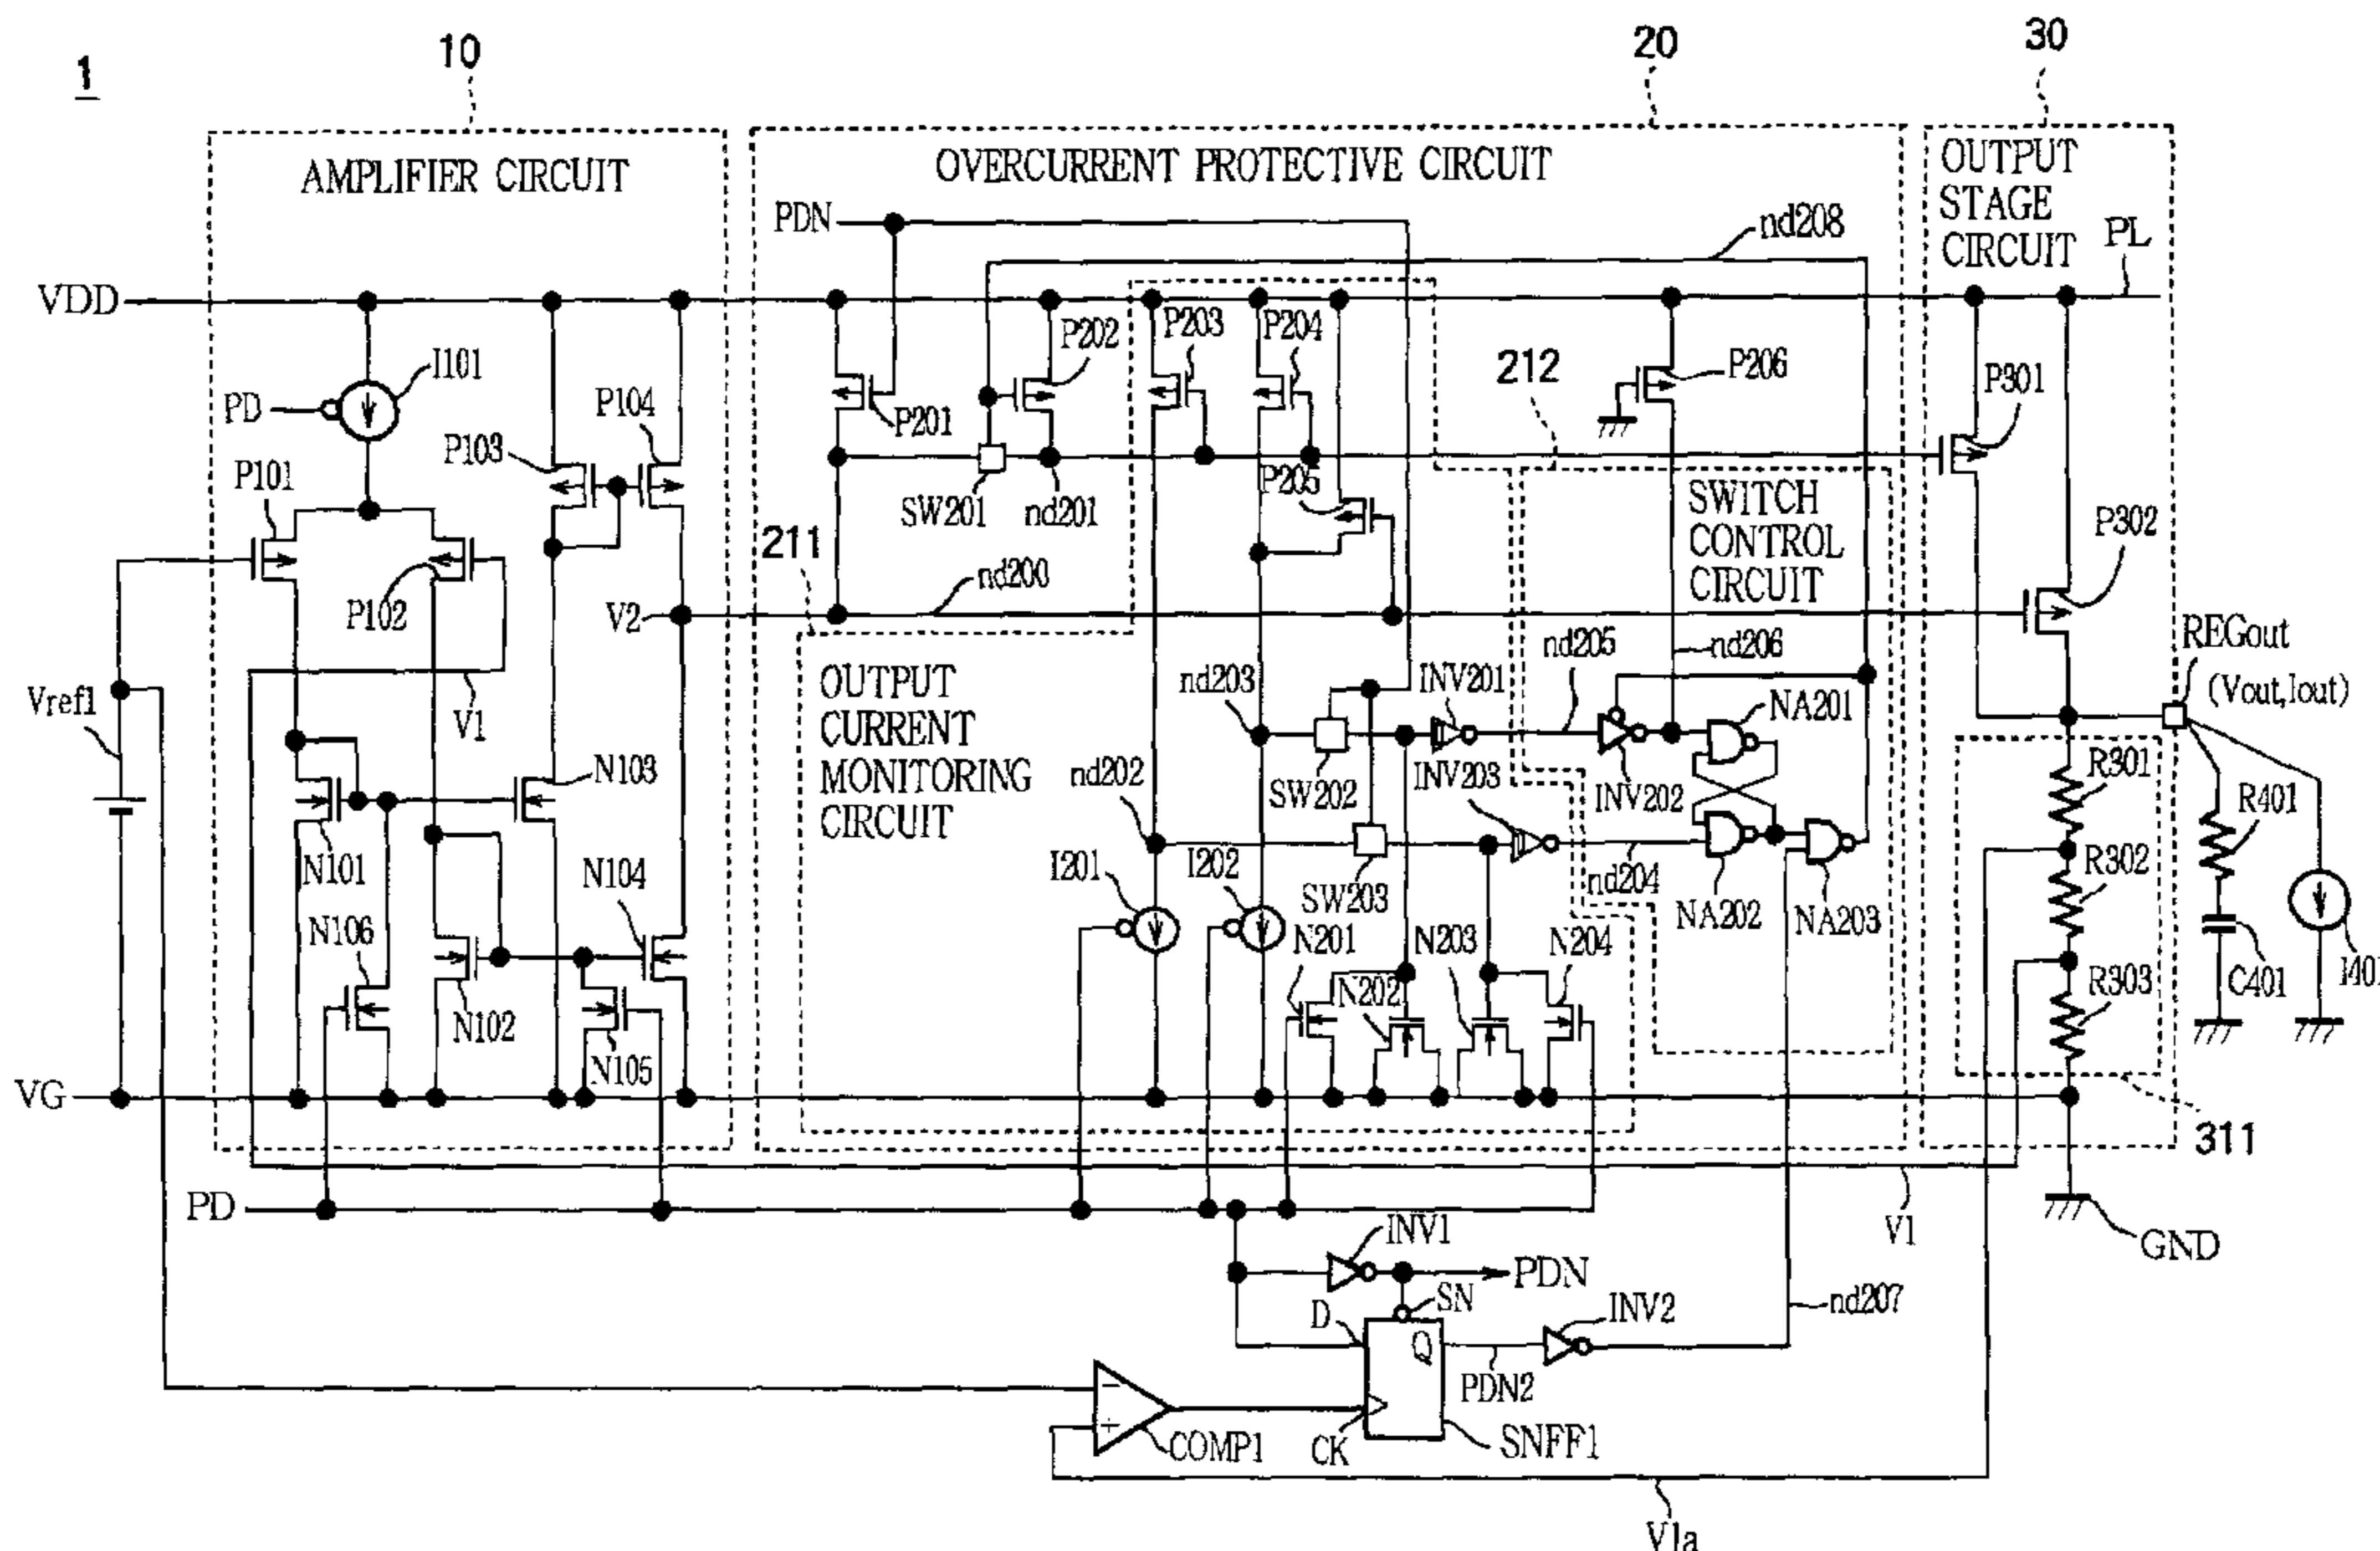 1
10
20
30
AMPLIFIER CIRCUIT
OVERCURRENT PROTECTIVE CIRCUIT
OUTPUT
STAGE
CIRCUIT
PL
PDN
nd208
VDD
I101
PD
P103
P104
P101
P102
V1
V2
Vref1
N101
N103
N106
N104
N102
N105
VG
PD
P201
P202
P203
P204
SW201
nd201
P205
211
nd200
212
P206
SWITCH
CONTROL
CIRCUIT
P301
P302
REGout
(Vout,Iout)
OUTPUT
CURRENT
MONITORING
CIRCUIT
nd203
nd202
SW202
SW203
INV201
INV203
nd205
nd206
INV202
NA201
nd204
NA202
NA203
I201
I202
N201
N202
N203
N204
R301
R302
R303
R401
C401
I401
311
V1
GND
INV1
PDN
SN
D
Q
INV2
nd207
PDN2
−
+
COMP1
CK
SNFF1
V1a